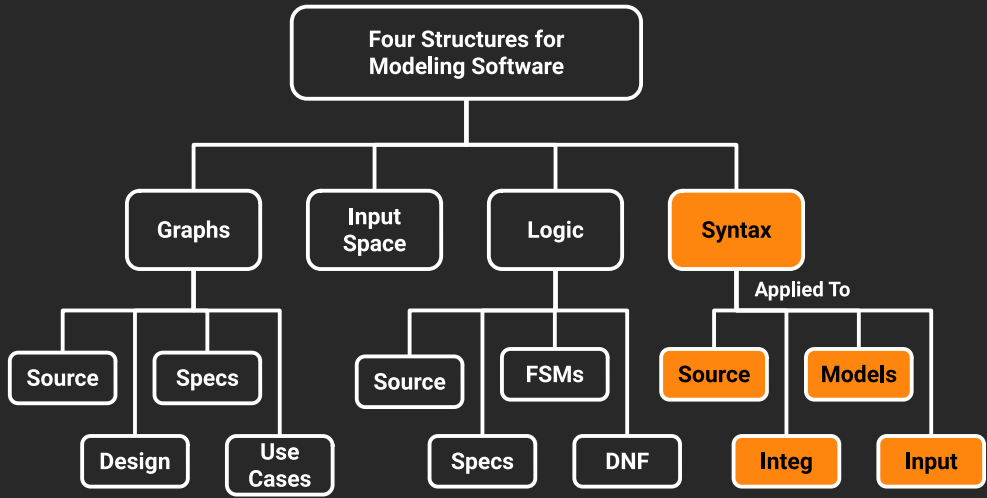 Four Structures for
Modeling Software
Graphs
Input
Space
Logic
Syntax
Applied To
Source
Specs
Source
FSMs
Source
Models
Design
Use
Cases
Specs
DNF
Integ
Input